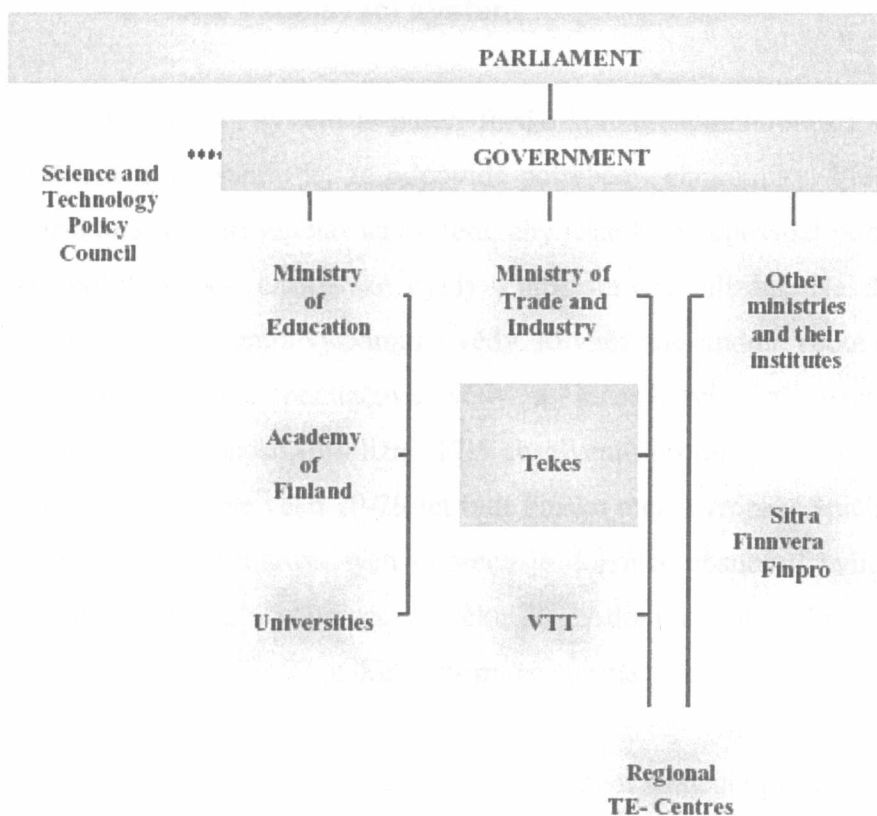 PARLIAMENT
GOVERNMENT
Science and
Technology
Policy
Council
Ministry
of
Education
Ministry of
Trade and
Industry
Other
ministries
and their
institutes
Academy
of
Finland
Tekes
Sitra
Finnvera
Finpro
Universities
VTT
Regional
TE- Centres